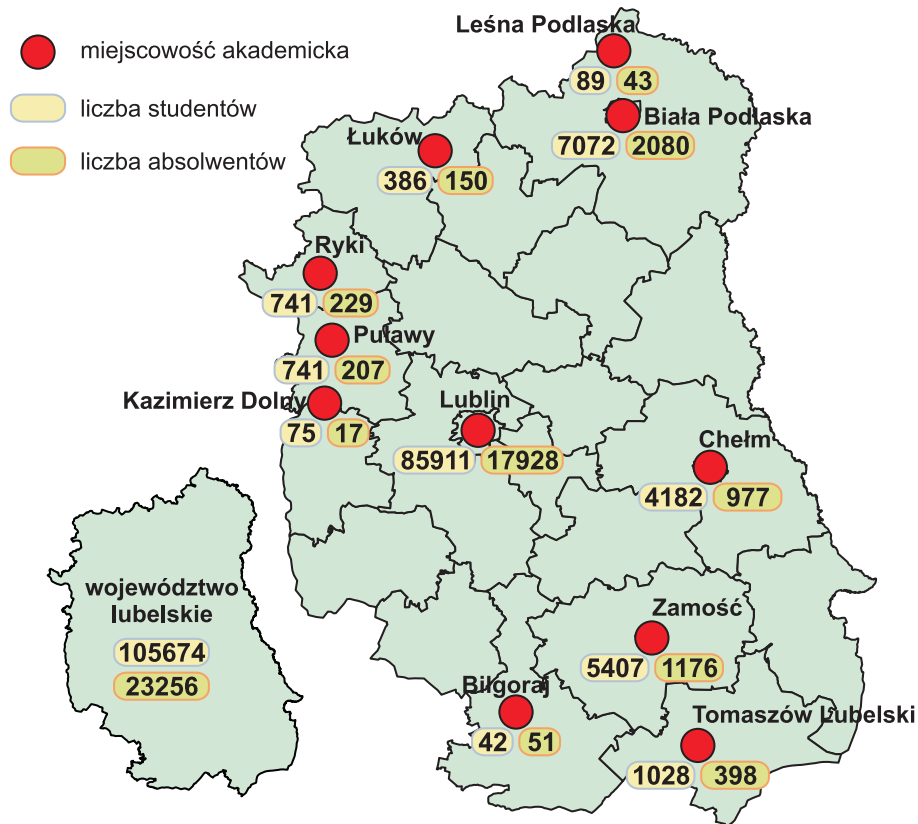 miejscowość akademicka
liczba studentów
liczba absolwentów
Leśna Podlaska
89 43
Biała Podlaska
7072 2080
Łuków
386 150
Ryki
741 229
Puławy
741 207
Kazimierz Dolny
75 17
Lublin
85911 17928
Chełm
4182 977
województwo
lubelskie
105674
23256
Zamość
5407 1176
Biłgoraj
42 51
Tomaszów Lubelski
1028 398